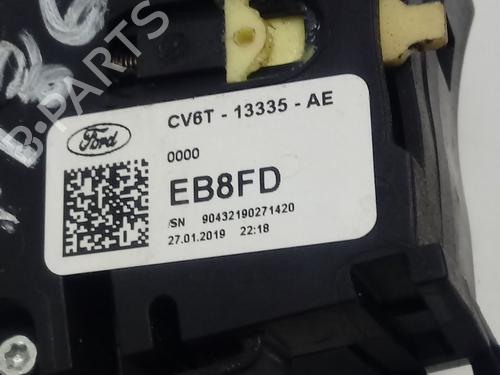 Ford
CV6T - 13335 - AE
0000
EB8FD
/SN 90432190271420
27.01.2019 22:18
B-PARTS